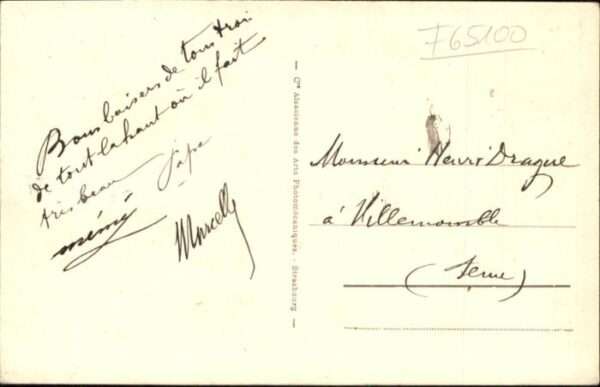 Bons baisers de tous trois
de tout la haut où il fait
très beau Papa
mémé
Marcelle
— Cie Alsacienne des Arts Photomécaniques. - Strasbourg —
F65100
Monsieur Henri Drague
à Villemomble
(Seine)